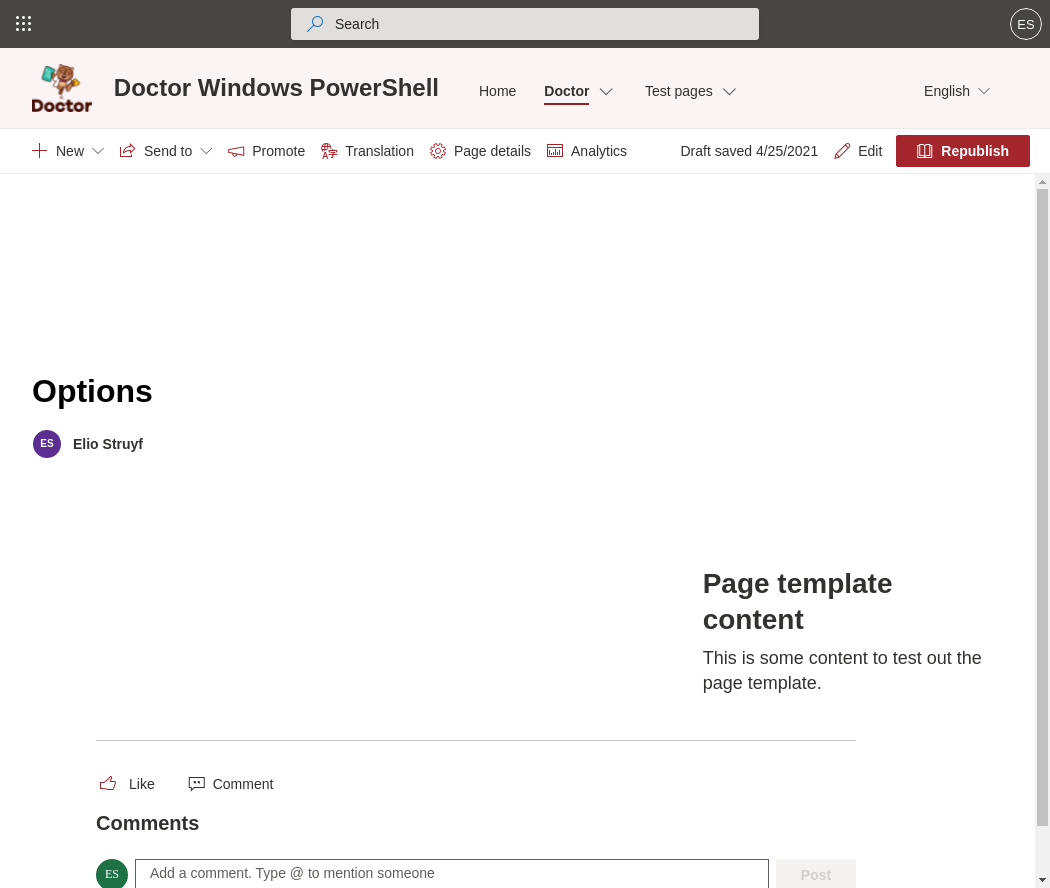 Search
ES
Doctor
Doctor Windows PowerShell
Home
Doctor
Test pages
English
New
Send to
Promote
Translation
Page details
Analytics
Draft saved 4/25/2021
Edit
Republish
Options
ES
Elio Struyf
Page template
content
This is some content to test out the
page template.
Like
Comment
Comments
ES
Add a comment. Type @ to mention someone
Post